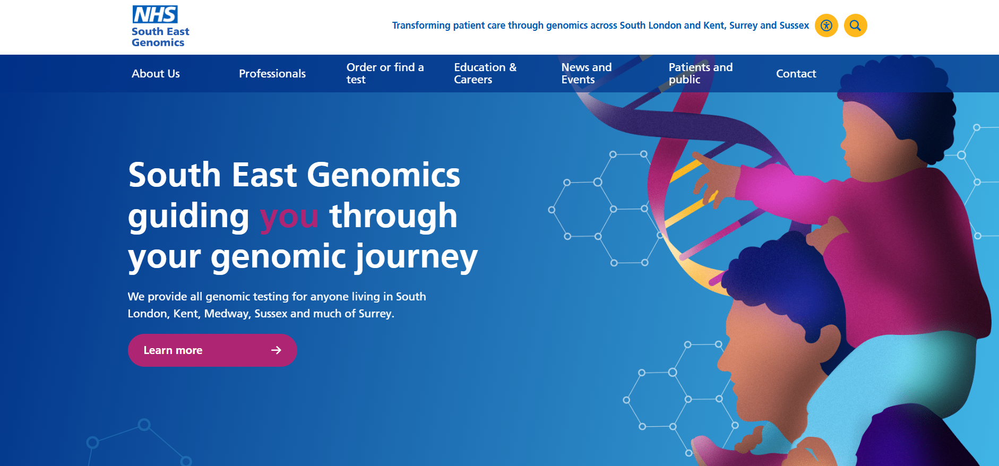 NHS
South East
Genomics
Transforming patient care through genomics across South London and Kent, Surrey and Sussex
About Us
Professionals
Order or find a
test
Education &
Careers
News and
Events
Patients and
public
Contact
South East Genomics
guiding you through
your genomic journey
We provide all genomic testing for anyone living in South
London, Kent, Medway, Sussex and much of Surrey.
Learn more